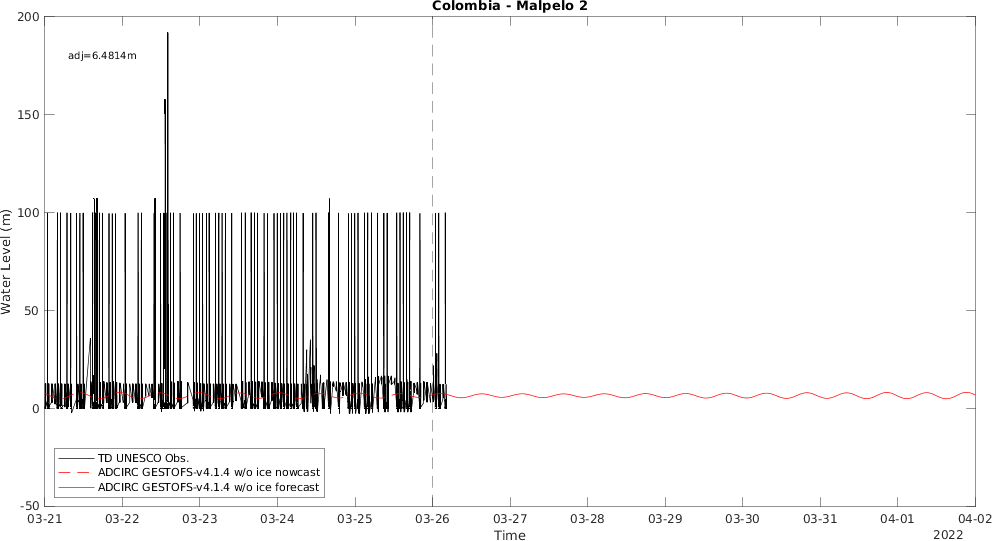 Colombia - Malpelo 2
200
adj=6.4814m
150
100
50
0
-50
Water Level (m)
TD UNESCO Obs.
ADCIRC GESTOFS-v4.1.4 w/o ice nowcast
ADCIRC GESTOFS-v4.1.4 w/o ice forecast
03-21 03-22 03-23 03-24 03-25 03-26 03-27 03-28 03-29 03-30 03-31 04-01 04-02
Time
2022